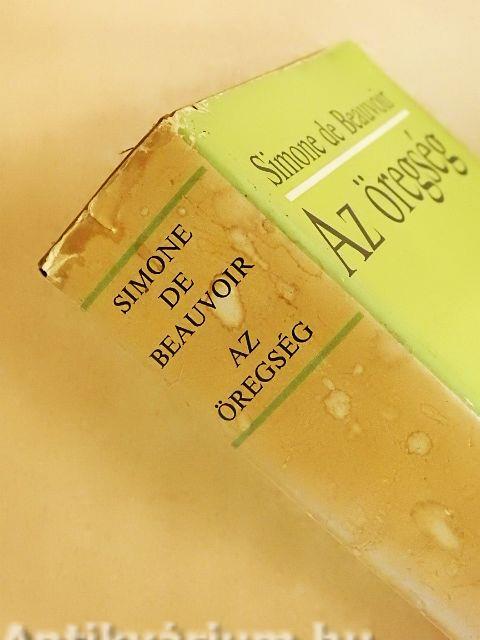 Simone de Beauvoir
Az öregség
SIMONE
DE
BEAUVOIR
AZ
ÖREGSÉG
Antikvárium.hu